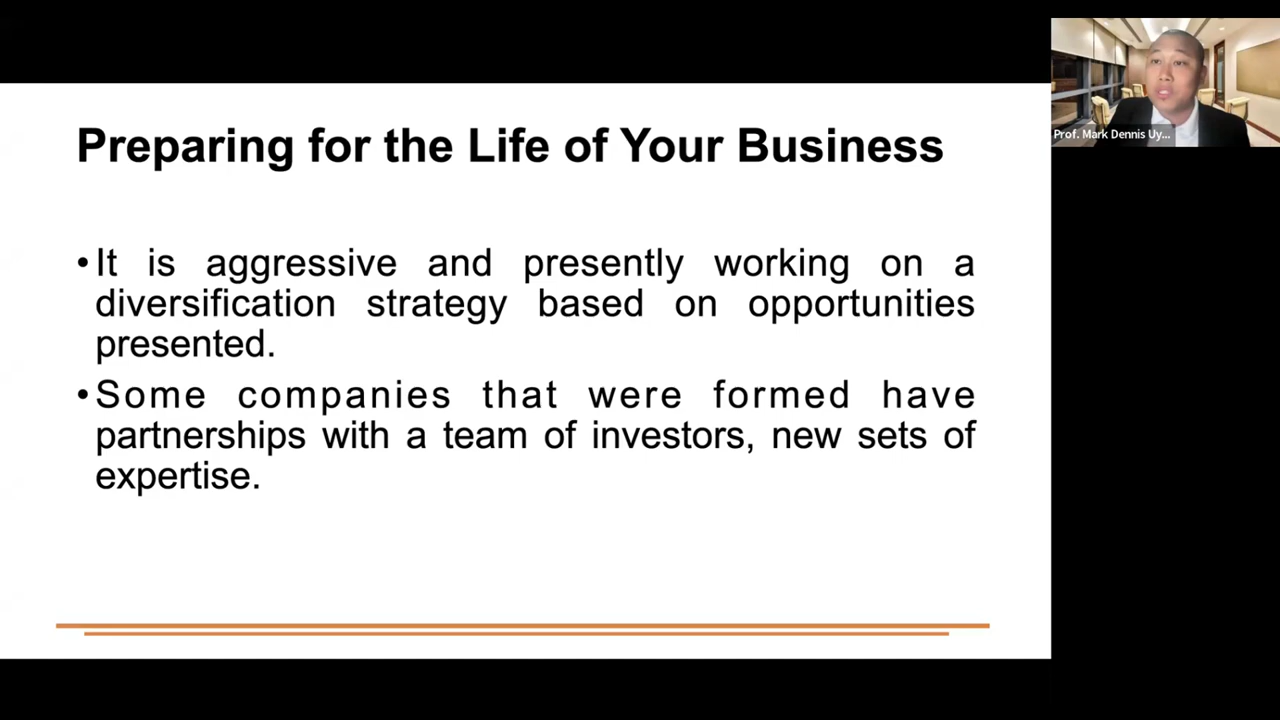 Preparing for the Life of Your Business
•It is aggressive and presently working on a
diversification strategy based on opportunities
presented.
•Some companies that were formed have
partnerships with a team of investors, new sets of
expertise.
Prof. Mark Dennis Uy...